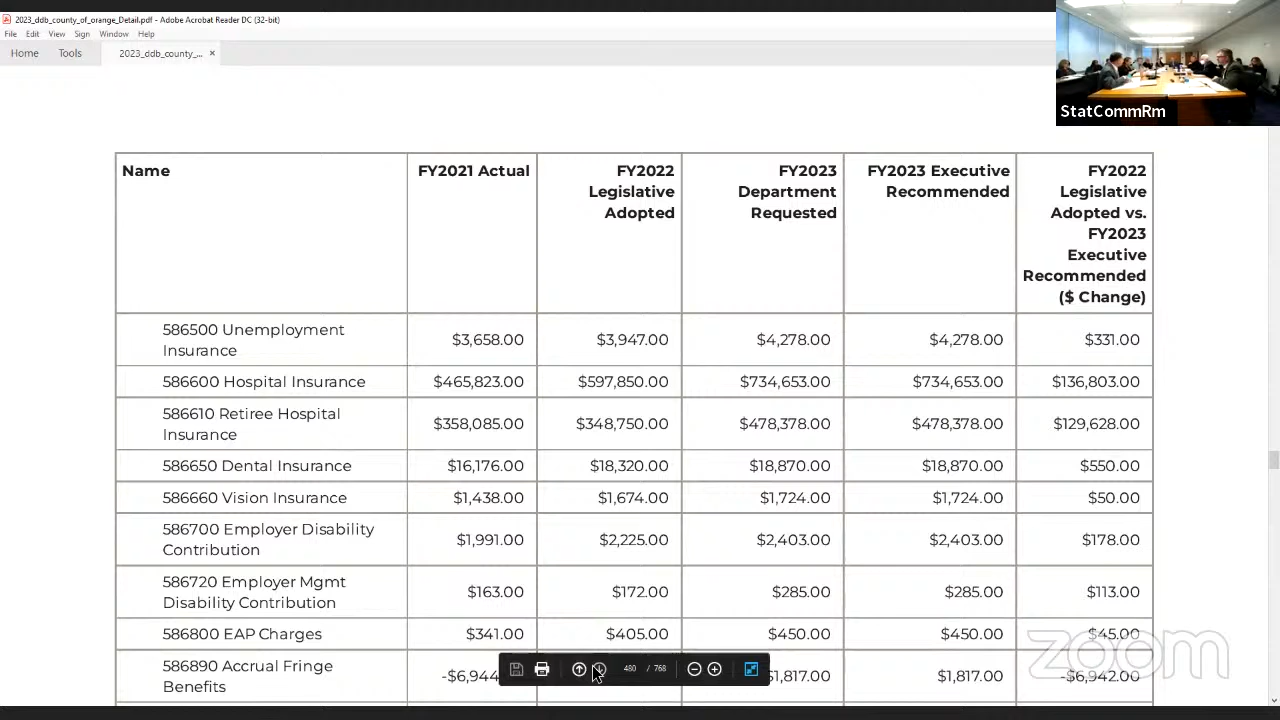 2023_ddb_county_of_orange_Detail.pdf - Adobe Acrobat Reader DC (32-bit)
File Edit View Sign Window Help
Home Tools 2023_ddb_county_... ×
StatCommRm
Name FY2021 Actual FY2022 Legislative Adopted FY2023 Department Requested FY2023 Executive Recommended FY2022 Legislative Adopted vs. FY2023 Executive Recommended ($ Change)
586500 Unemployment Insurance $3,658.00 $3,947.00 $4,278.00 $4,278.00 $331.00
586600 Hospital Insurance $465,823.00 $597,850.00 $734,653.00 $734,653.00 $136,803.00
586610 Retiree Hospital Insurance $358,085.00 $348,750.00 $478,378.00 $478,378.00 $129,628.00
586650 Dental Insurance $16,176.00 $18,320.00 $18,870.00 $18,870.00 $550.00
586660 Vision Insurance $1,438.00 $1,674.00 $1,724.00 $1,724.00 $50.00
586700 Employer Disability Contribution $1,991.00 $2,225.00 $2,403.00 $2,403.00 $178.00
586720 Employer Mgmt Disability Contribution $163.00 $172.00 $285.00 $285.00 $113.00
586800 EAP Charges $341.00 $405.00 $450.00 $450.00 $45.00
586890 Accrual Fringe Benefits -$6,944 $1,817.00 $1,817.00 -$6,942.00
480 / 768
zoom